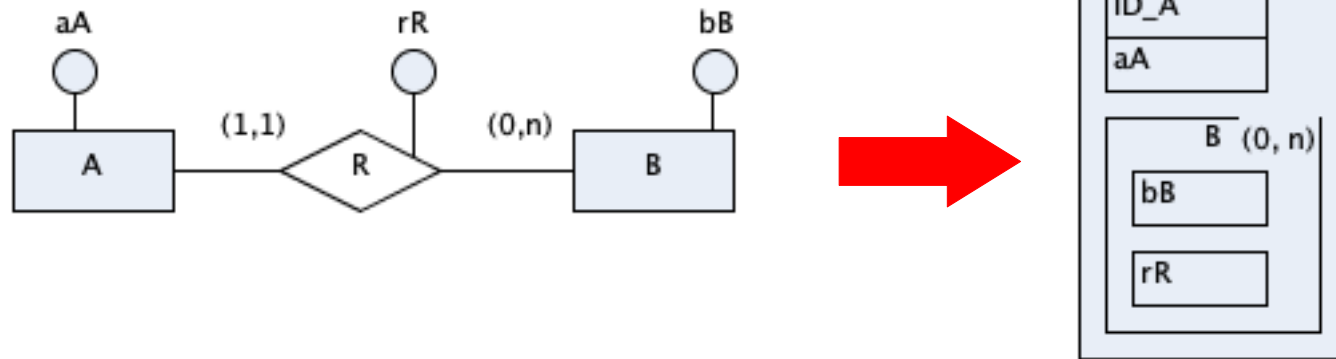 aA
rR
bB
(1,1)
(0,n)
A
R
B
ID_A
aA
B (0, n)
bB
rR